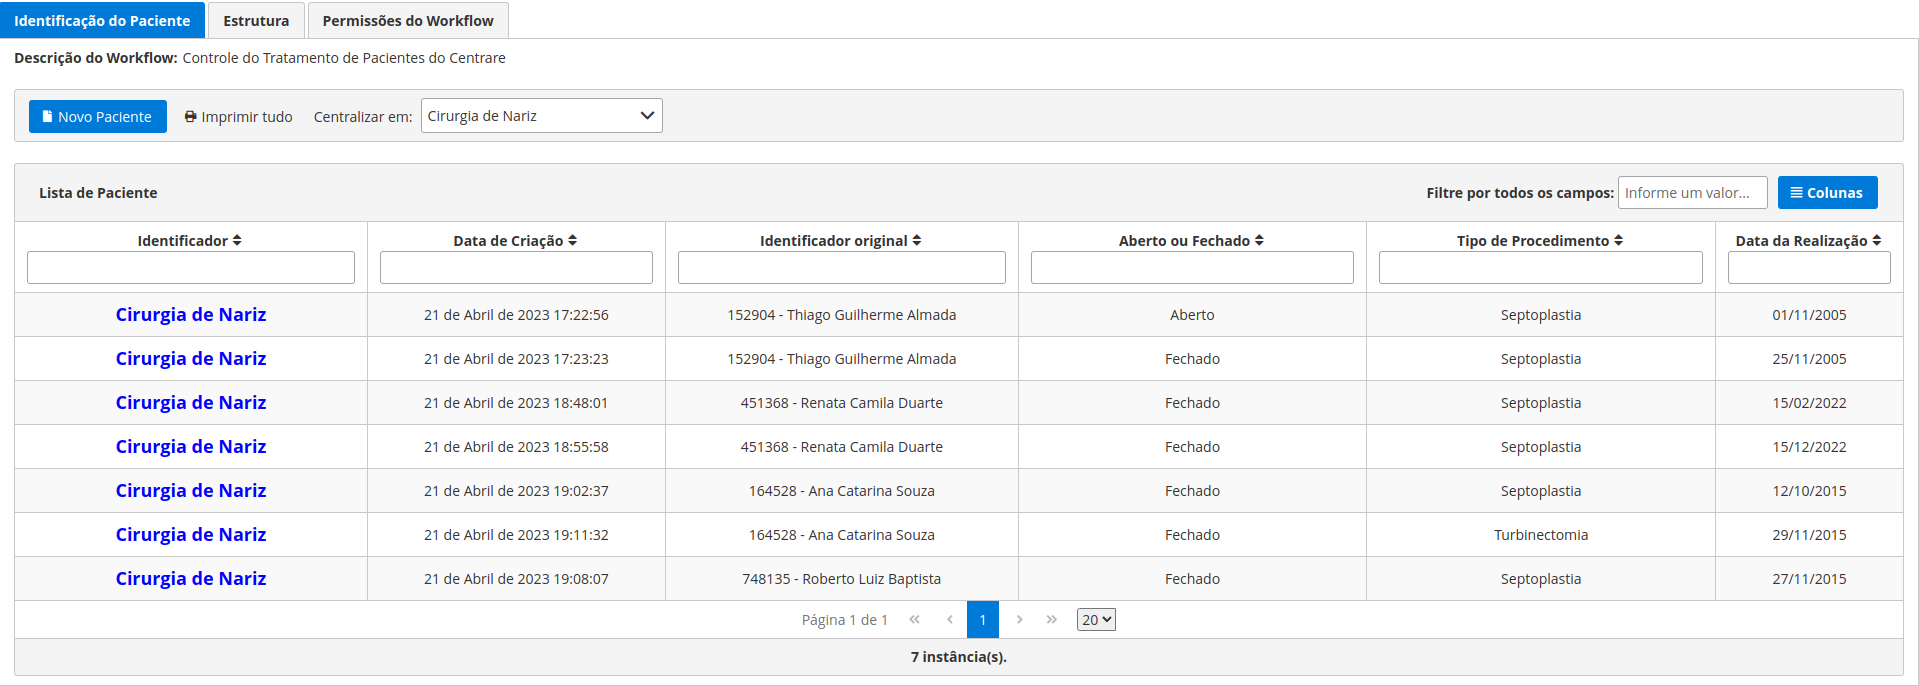 Identificação do Paciente Estrutura Permissões do Workflow
Descrição do Workflow: Controle do Tratamento de Pacientes do Centrare
Novo Paciente Imprimir tudo Centralizar em: Cirurgia de Nariz
Lista de Paciente Filtre por todos os campos: Informe um valor... Colunas
Identificador Data de Criação Identificador original Aberto ou Fechado Tipo de Procedimento Data da Realização
Cirurgia de Nariz 21 de Abril de 2023 17:22:56 152904 - Thiago Guilherme Almada Aberto Septoplastia 01/11/2005
Cirurgia de Nariz 21 de Abril de 2023 17:23:23 152904 - Thiago Guilherme Almada Fechado Septoplastia 25/11/2005
Cirurgia de Nariz 21 de Abril de 2023 18:48:01 451368 - Renata Camila Duarte Fechado Septoplastia 15/02/2022
Cirurgia de Nariz 21 de Abril de 2023 18:55:58 451368 - Renata Camila Duarte Fechado Septoplastia 15/12/2022
Cirurgia de Nariz 21 de Abril de 2023 19:02:37 164528 - Ana Catarina Souza Fechado Septoplastia 12/10/2015
Cirurgia de Nariz 21 de Abril de 2023 19:11:32 164528 - Ana Catarina Souza Fechado Turbinectomia 29/11/2015
Cirurgia de Nariz 21 de Abril de 2023 19:08:07 748135 - Roberto Luiz Baptista Fechado Septoplastia 27/11/2015
Página 1 de 1 1 20
7 instância(s).